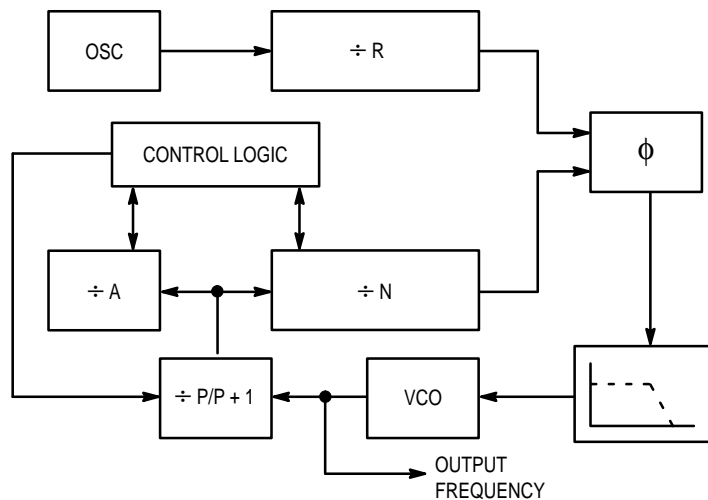 OSC
÷ R
CONTROL LOGIC
ϕ
÷ A
÷ N
÷ P/P + 1
VCO
OUTPUT
FREQUENCY